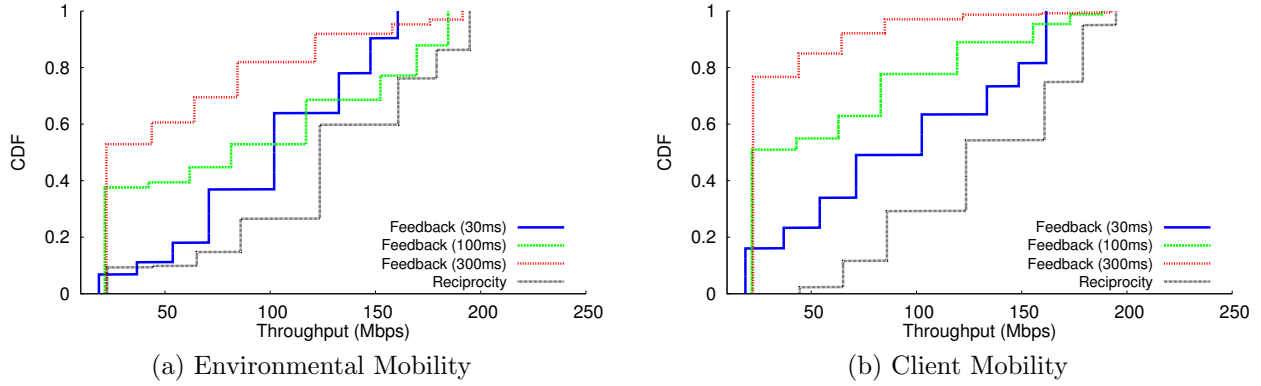 1
0.8
0.6
0.4
0.2
0
CDF
50
100
150
200
250
Throughput (Mbps)
Feedback (30ms)
Feedback (100ms)
Feedback (300ms)
Reciprocity
(a) Environmental Mobility
1
0.8
0.6
0.4
0.2
0
CDF
50
100
150
200
250
Throughput (Mbps)
Feedback (30ms)
Feedback (100ms)
Feedback (300ms)
Reciprocity
(b) Client Mobility